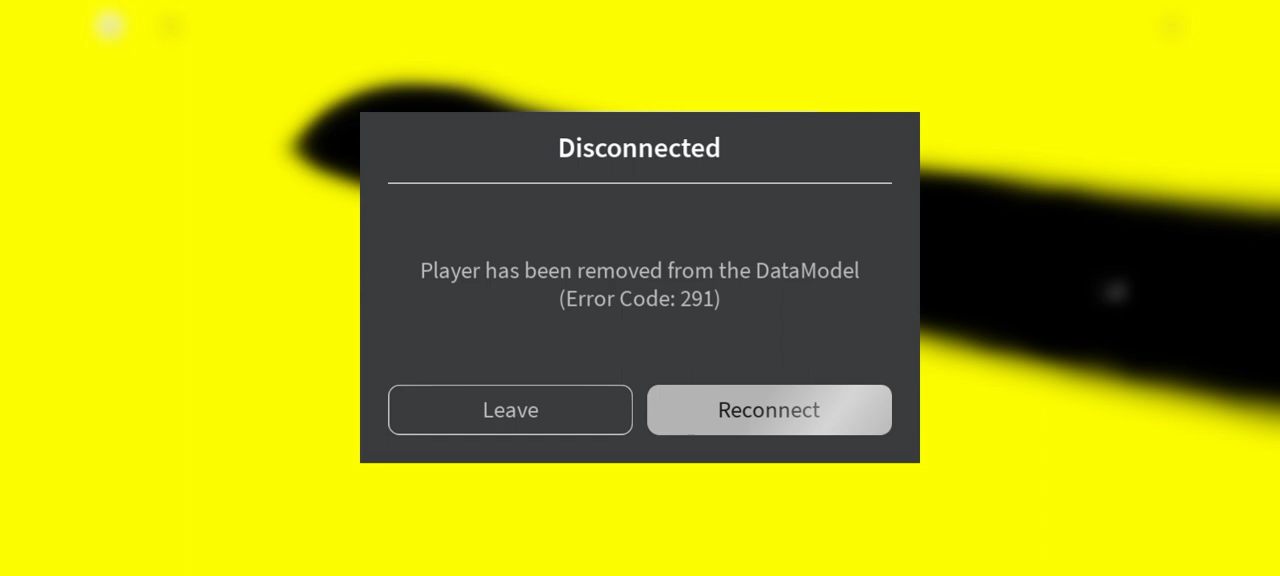 Disconnected
Player has been removed from the DataModel
(Error Code: 291)
Leave
Reconnect